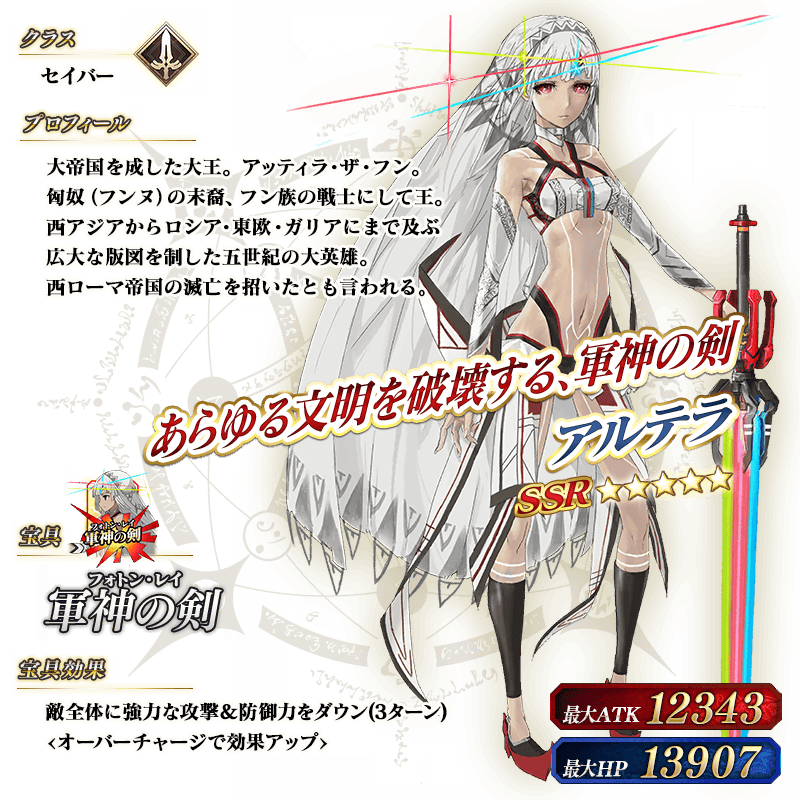 クラス
セイバー
プロフィール
大帝国を成した大王。アッティラ・ザ・フン。
匈奴（フンヌ）の末裔、フン族の戦士にして王。
西アジアからロシア・東欧・ガリアにまで及ぶ
広大な版図を制した五世紀の大英雄。
西ローマ帝国の滅亡を招いたとも言われる。
あらゆる文明を破壊する、軍神の剣
アルテラ
SSR ★★★★★
宝具
フォトン・レイ
軍神の剣
フォトン・レイ
軍神の剣
宝具効果
敵全体に強力な攻撃&防御力をダウン(3ターン)
<オーバーチャージで効果アップ>
最大ATK 12343
最大HP 13907